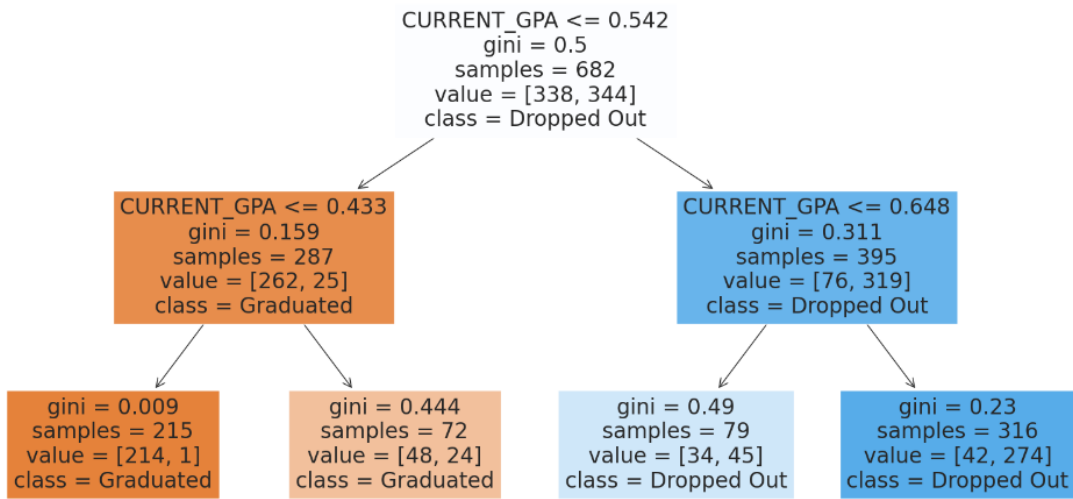 CURRENT_GPA <= 0.542
gini = 0.5
samples = 682
value = [338, 344]
class = Dropped Out
CURRENT_GPA <= 0.433
gini = 0.159
samples = 287
value = [262, 25]
class = Graduated
CURRENT_GPA <= 0.648
gini = 0.311
samples = 395
value = [76, 319]
class = Dropped Out
gini = 0.009
samples = 215
value = [214, 1]
class = Graduated
gini = 0.444
samples = 72
value = [48, 24]
class = Graduated
gini = 0.49
samples = 79
value = [34, 45]
class = Dropped Out
gini = 0.23
samples = 316
value = [42, 274]
class = Dropped Out